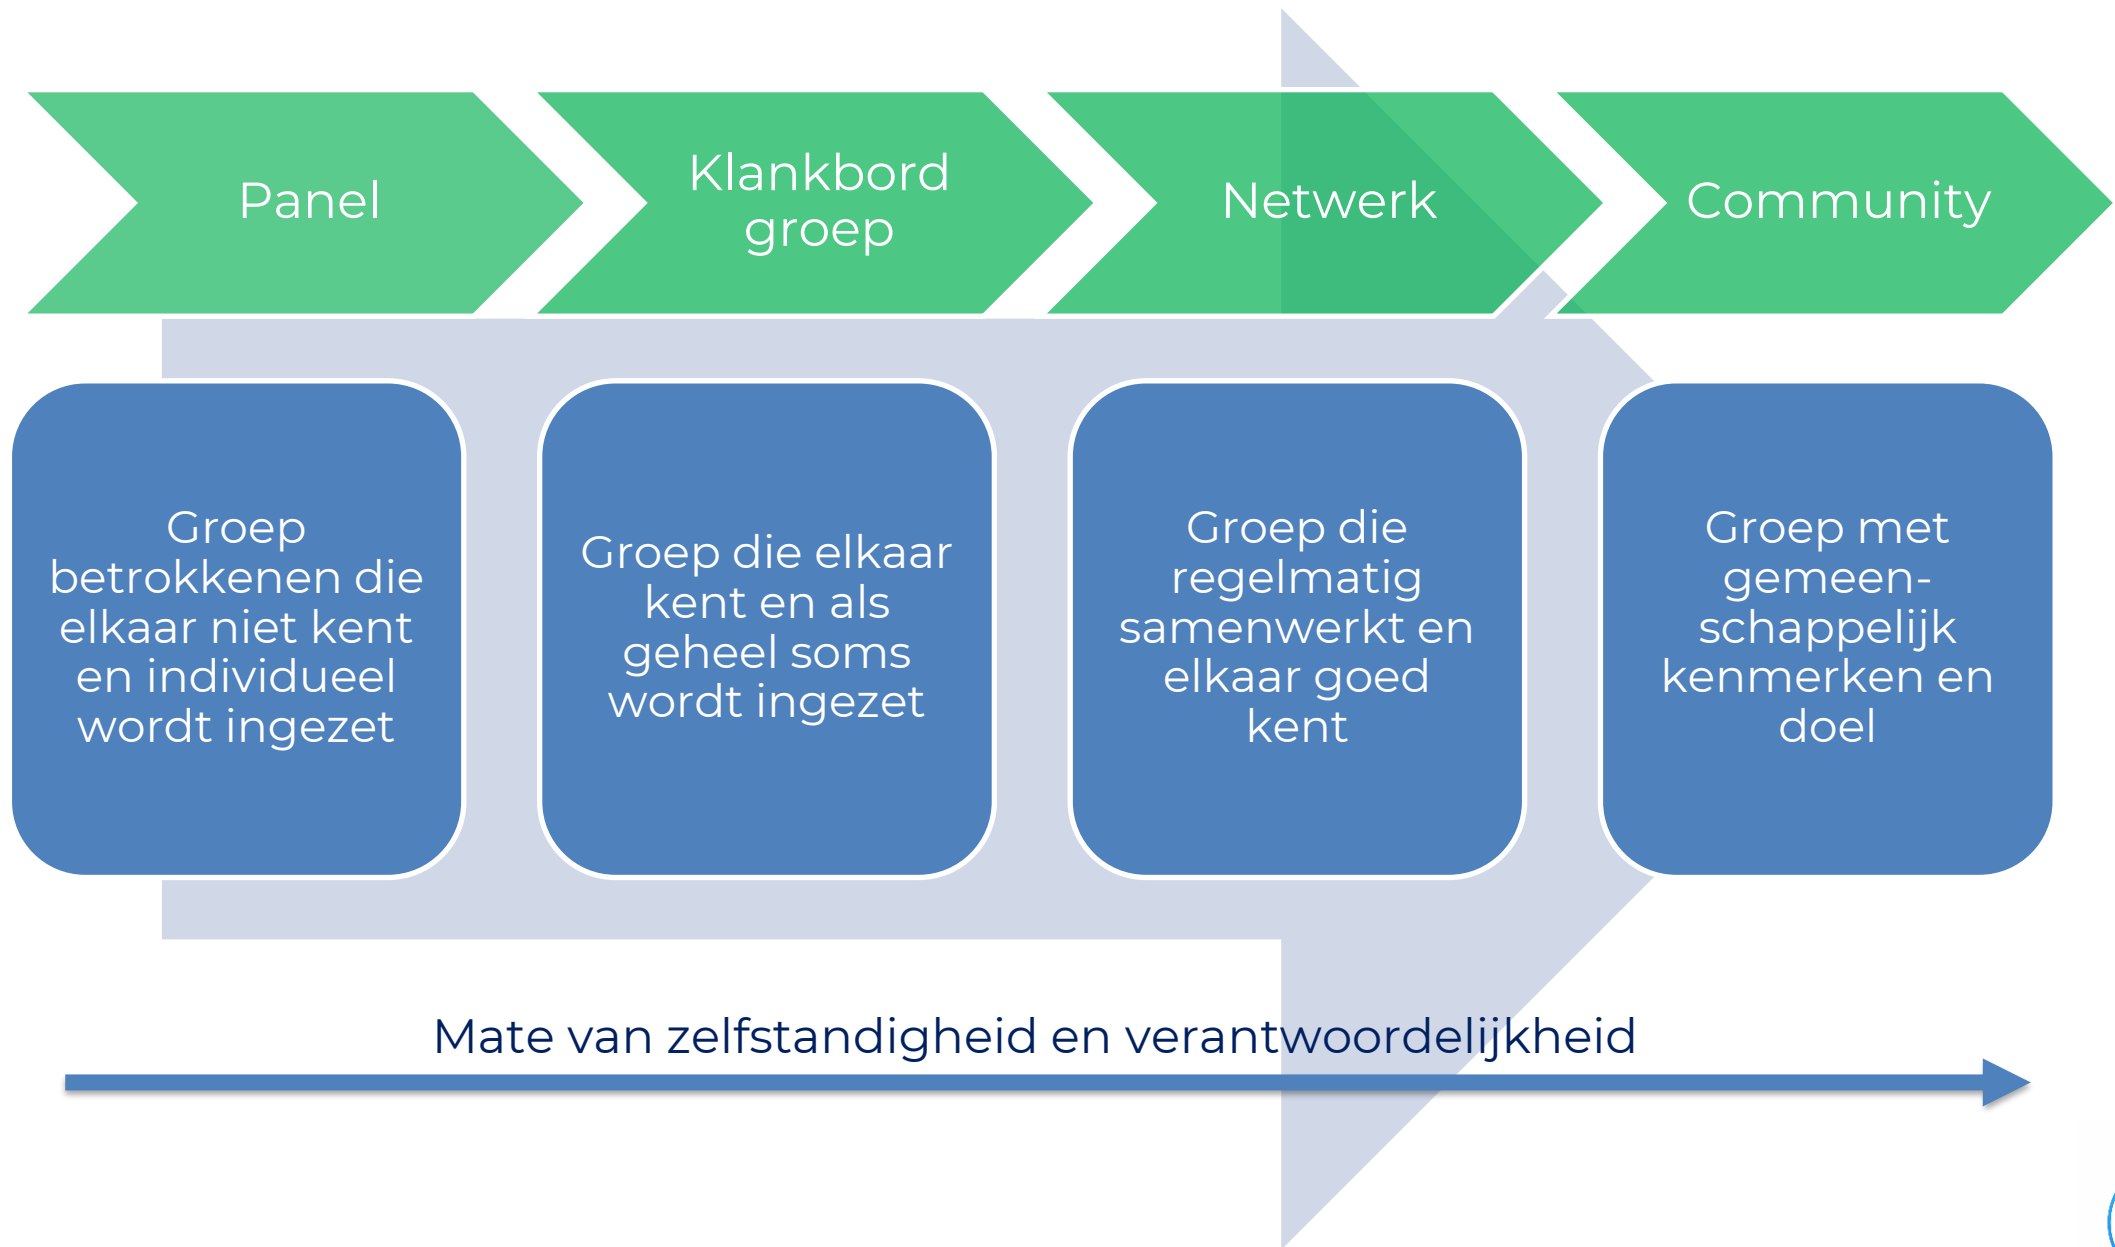 Panel
Klankbord
groep
Netwerk
Community
Groep
betrokkenen die
elkaar niet kent
en individueel
wordt ingezet
Groep die elkaar
kent en als
geheel soms
wordt ingezet
Groep die
regelmatig
samenwerkt en
elkaar goed
kent
Groep met
gemeen-
schappelijk
kenmerken en
doel
Mate van zelfstandigheid en verantwoordelijkheid